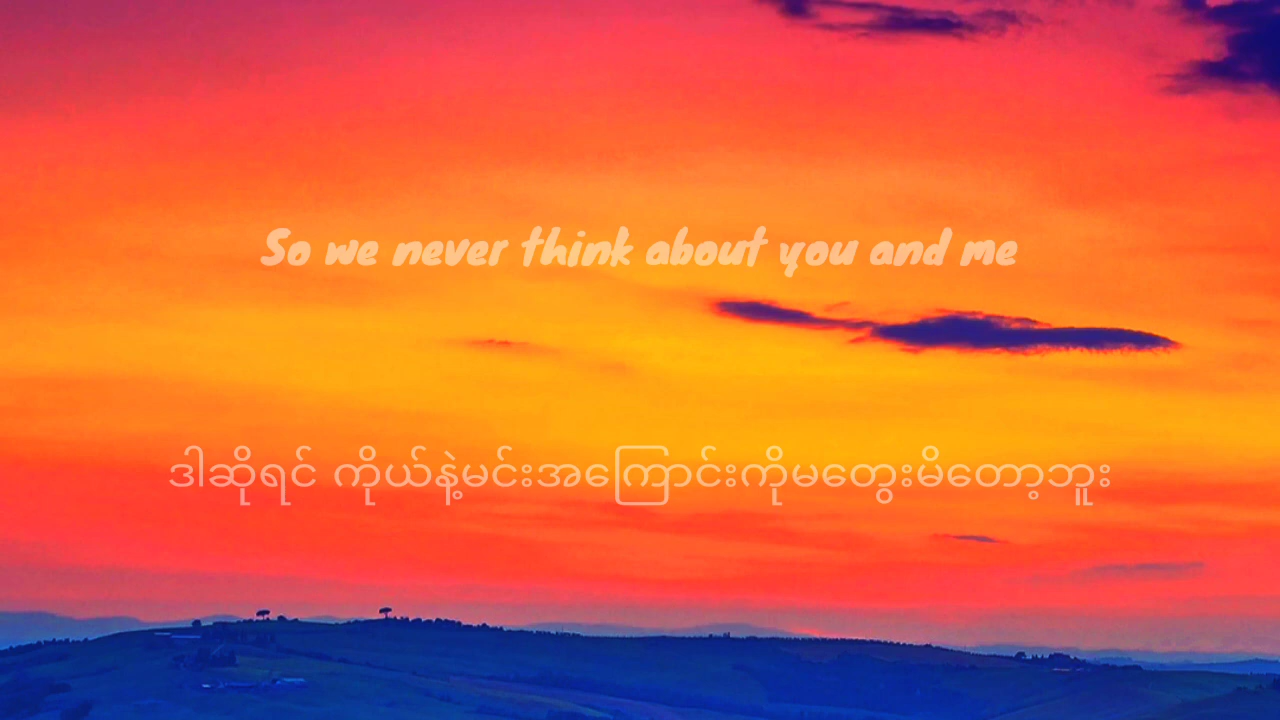 So we never think about you and me
ဒါဆိုရင် ကိုယ်နဲ့မင်းအကြောင်းကိုမတွေးမိတော့ဘူး